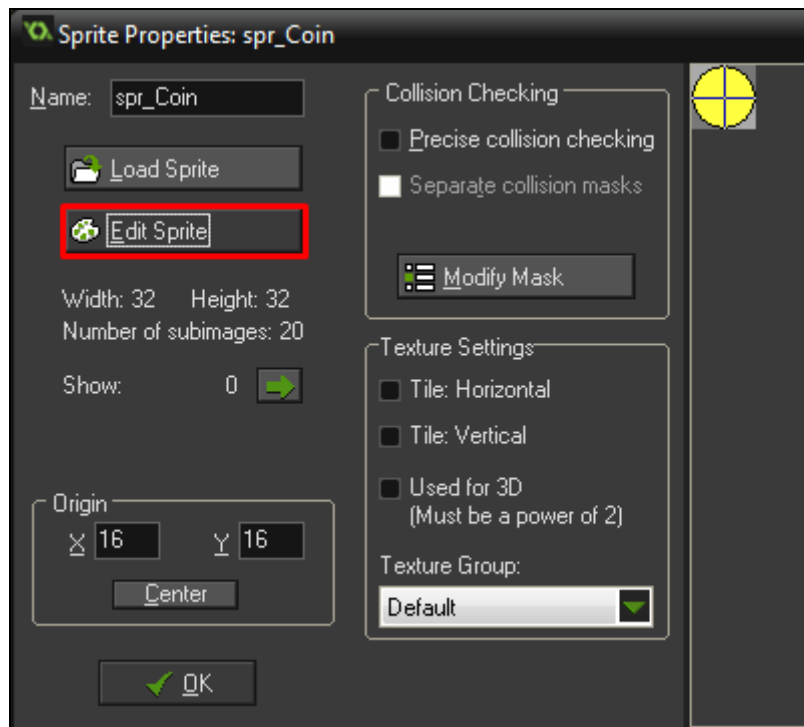 Sprite Properties: spr_Coin
Name: spr_Coin
Load Sprite
Edit Sprite
Width: 32 Height: 32
Number of subimages: 20
Show: 0
Origin
X 16 Y 16
Center
OK
Collision Checking
Precise collision checking
Separate collision masks
Modify Mask
Texture Settings
Tile: Horizontal
Tile: Vertical
Used for 3D
(Must be a power of 2)
Texture Group:
Default